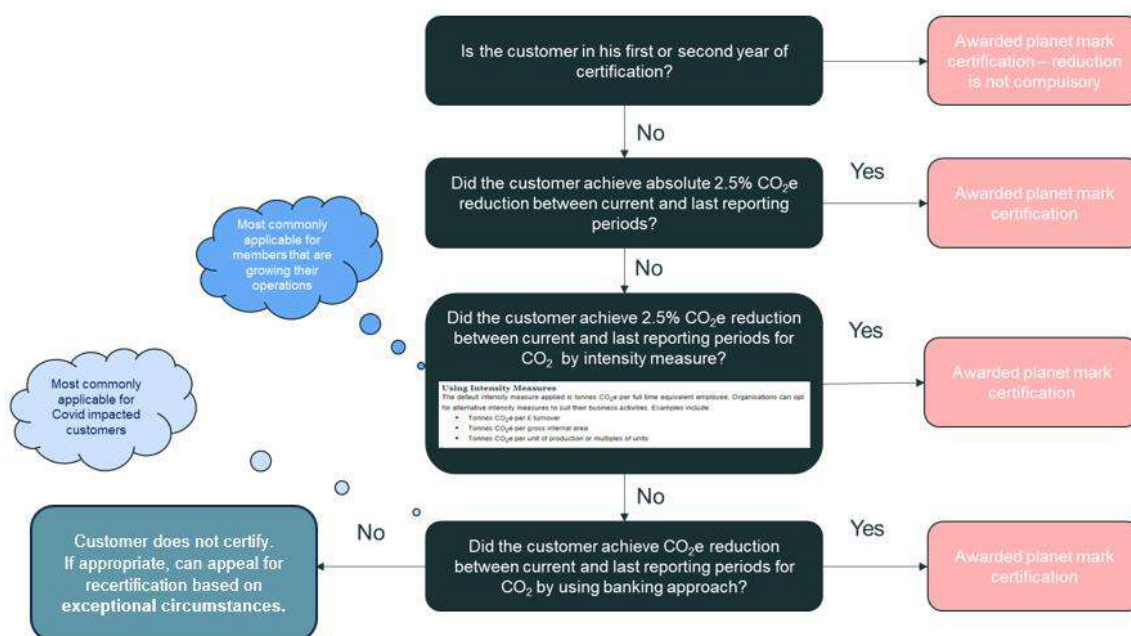 Is the customer in his first or second year of
certification?
Awarded planet mark
certification – reduction
is not compulsory
No
Did the customer achieve absolute 2.5% CO₂e
reduction between current and last reporting
periods?
Yes
Awarded planet mark
certification
Most commonly
applicable for
members that are
growing their
operations
No
Did the customer achieve 2.5% CO₂e reduction
between current and last reporting periods for
CO₂ by intensity measure?
Yes
Awarded planet mark
certification
Using Intensity Measures
The default intensity measure applied is tonnes CO₂e per full time equivalent employee. Organisations can opt
for alternative intensity measures to suit their business activities. Examples include:
• Tonnes CO₂e per £ turnover
• Tonnes CO₂e per gross internal area
• Tonnes CO₂e per unit of production or multiples of units
Most commonly
applicable for
Covid impacted
customers
No
Did the customer achieve CO₂e reduction
between current and last reporting periods for
CO₂ by using banking approach?
Yes
Awarded planet mark
certification
No
Customer does not certify.
If appropriate, can appeal for
recertification based on
exceptional circumstances.